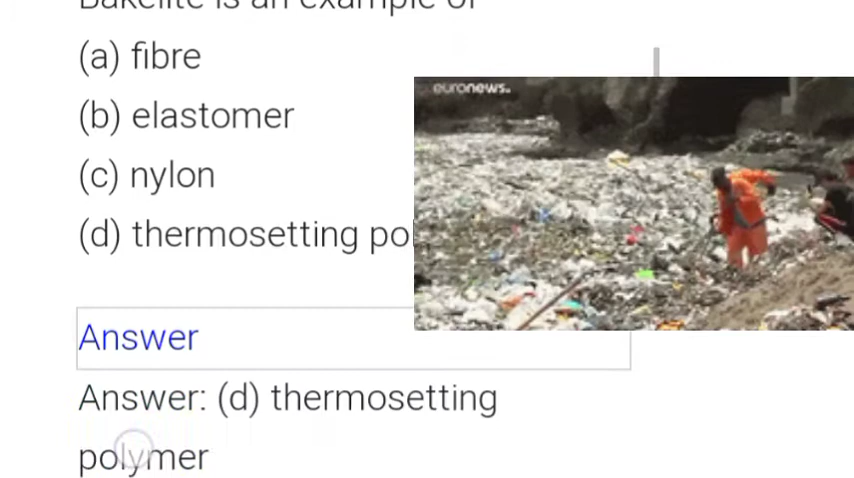 Bakelite is an example of
(a) fibre
(b) elastomer
euronews.
(c) nylon
(d) thermosetting po
Answer
Answer: (d) thermosetting
polymer